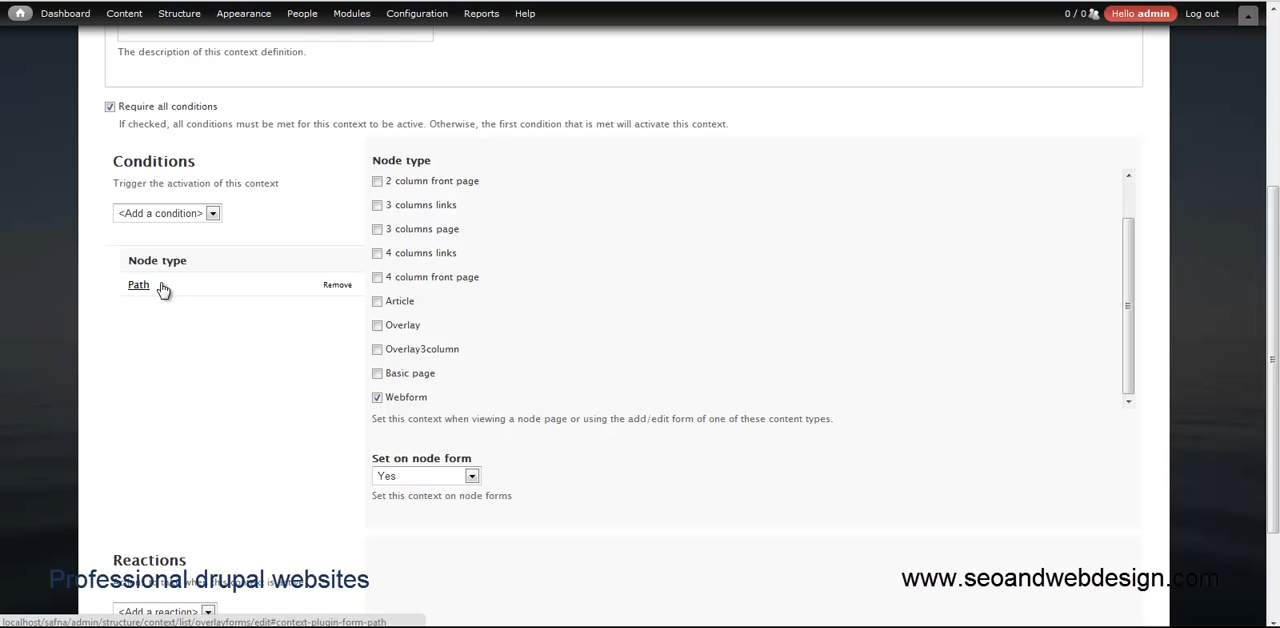 Dashboard Content Structure Appearance People Modules Configuration Reports Help 0 / 0 Hello admin Log out
The description of this context definition.
Require all conditions
If checked, all conditions must be met for this context to be active. Otherwise, the first condition that is met will activate this context.
Conditions
Trigger the activation of this context
<Add a condition>
Node type
Path Remove
Node type
2 column front page
3 columns links
3 columns page
4 columns links
4 column front page
Article
Overlay
Overlay3column
Basic page
Webform
Set this context when viewing a node page or using the add/edit form of one of these content types.
Set on node form
Yes
Set this context on node forms
Reactions
Professional drupal websites
www.seoandwebdesign.com
<Add a reaction>
localhost/safna/admin/structure/context/list/overlayforms/edit#context-plugin-form-path